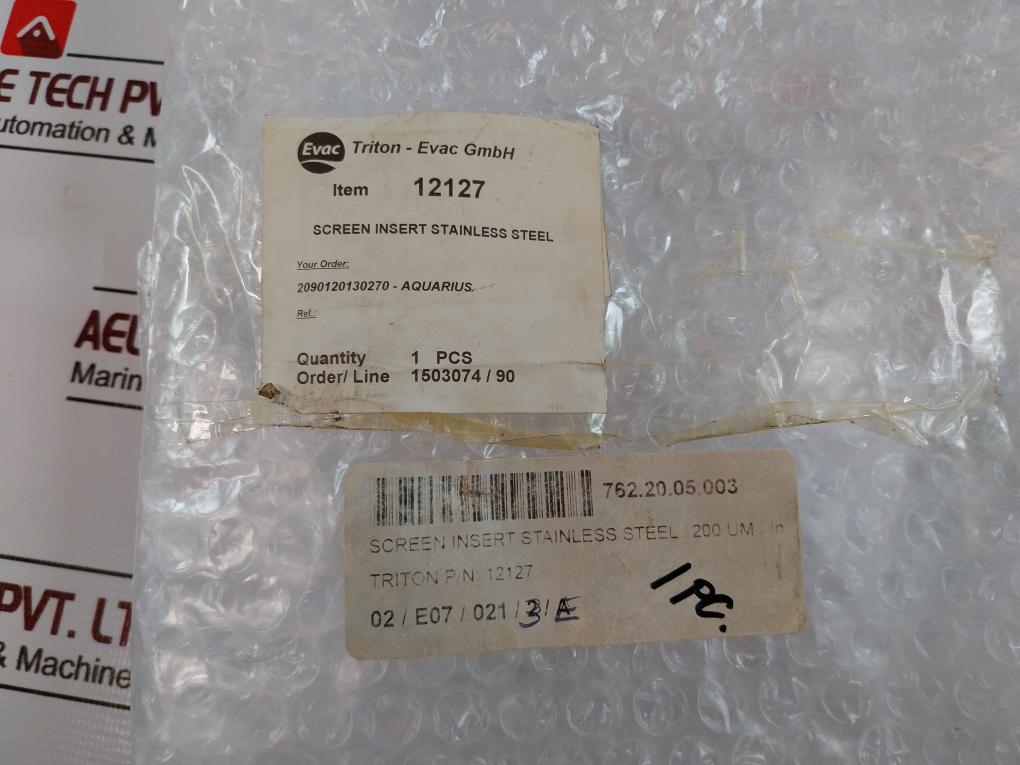 E TECH PV
utomation & M
AEL
Marin
PVT. LT
& Machine
Evac Triton - Evac GmbH
Item 12127
SCREEN INSERT STAINLESS STEEL
Your Order:
2090120130270 - AQUARIUS
Ref.:
Quantity 1 PCS
Order/ Line 1503074 / 90
762.20.05.003
SCREEN INSERT STAINLESS STEEL 200 UM
TRITON P/N: 12127
02 / E07 / 021 / 3 / E
1 PC.